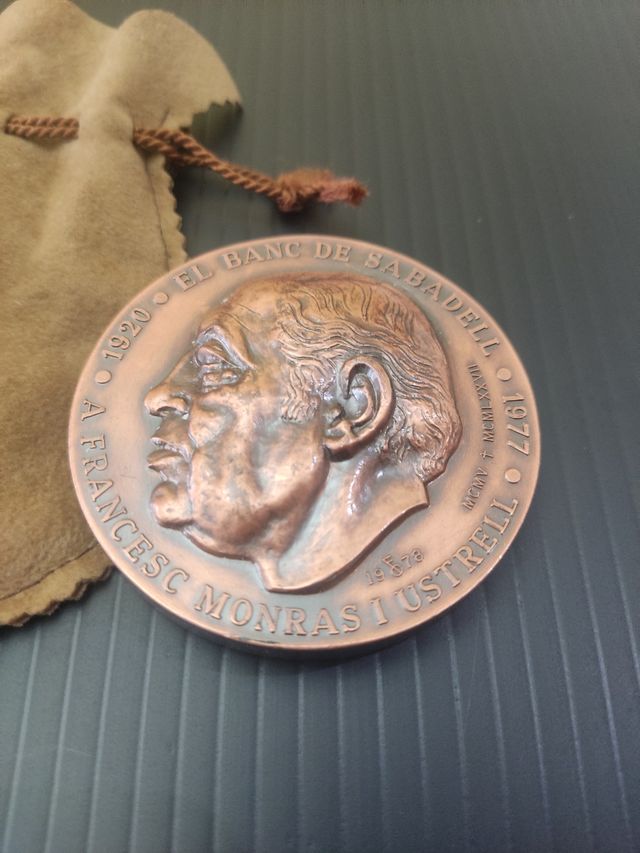 1920 • EL BANC DE SABADELL • 1977
A FRANCESC MONRAS I USTRELL
MCMV † MCMLXXVII
1978